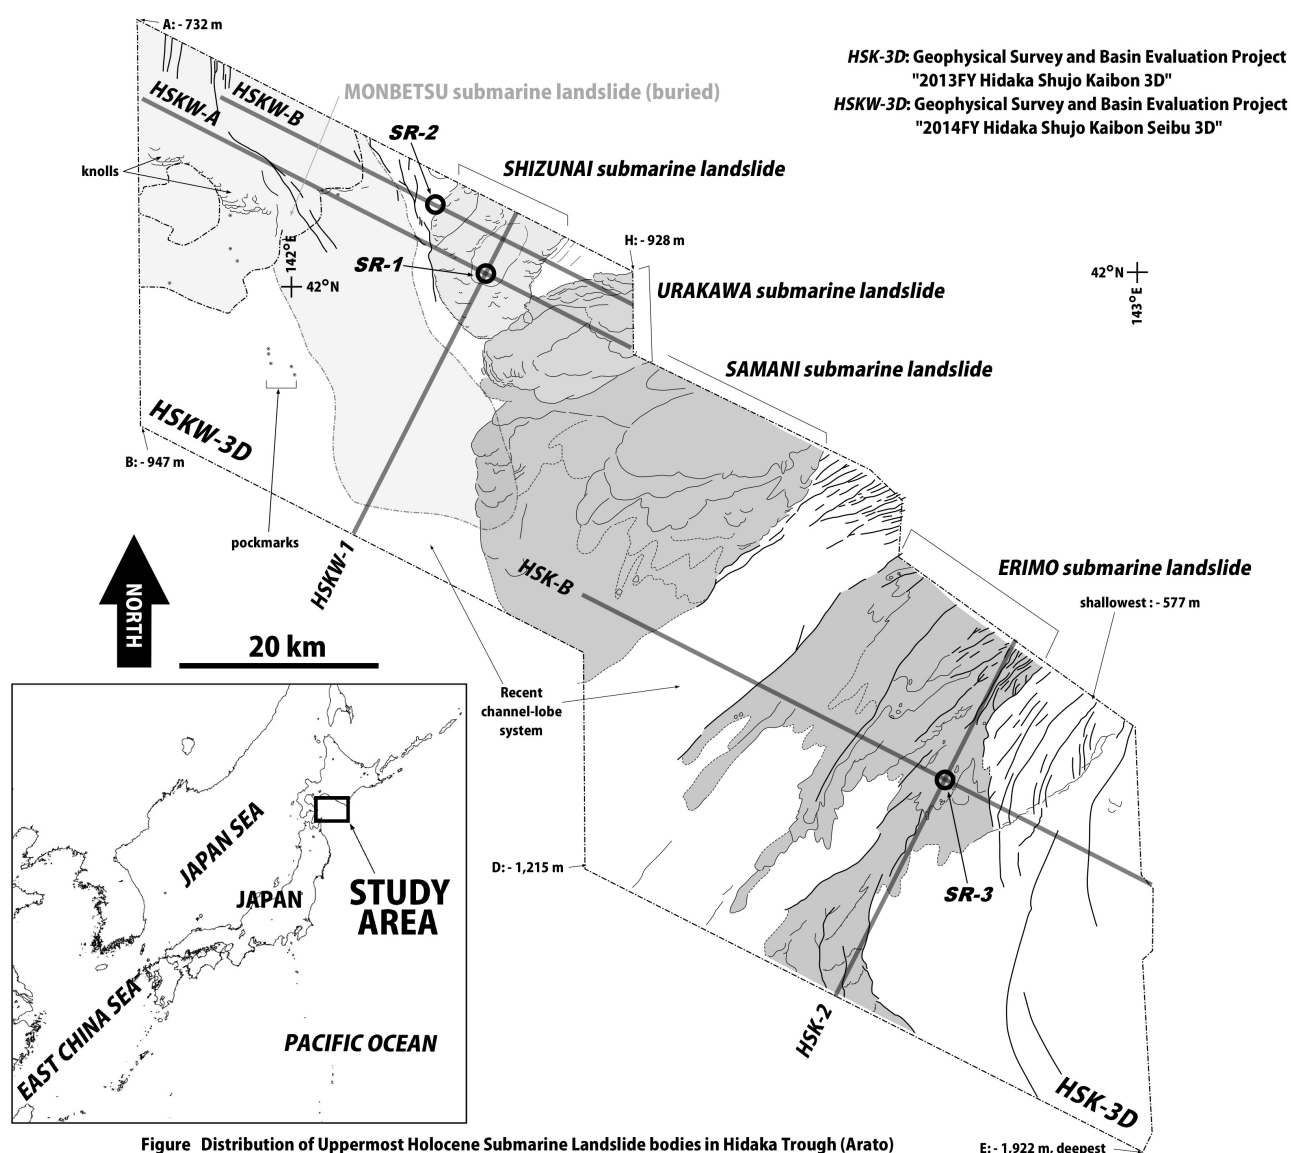 A: - 732 m
HSK-3D: Geophysical Survey and Basin Evaluation Project
"2013FY Hidaka Shujo Kaibon 3D"
HSKW-3D: Geophysical Survey and Basin Evaluation Project
"2014FY Hidaka Shujo Kaibon Seibu 3D"
HSKW-A
HSKW-B
MONBETSU submarine landslide (buried)
SR-2
knolls
SHIZUNAI submarine landslide
H: - 928 m
142°E
42°N
SR-1
URAKAWA submarine landslide
42°N
143°E
SAMANI submarine landslide
HSKW-3D
B: - 947 m
pockmarks
HSKW-1
HSK-B
ERIMO submarine landslide
shallowest : - 577 m
NORTH
20 km
Recent
channel-lobe
system
D: - 1,215 m
SR-3
JAPAN SEA
JAPAN
STUDY
AREA
EAST CHINA SEA
PACIFIC OCEAN
HSK-2
HSK-3D
Figure Distribution of Uppermost Holocene Submarine Landslide bodies in Hidaka Trough (Arato)
E: - 1,922 m, deepest